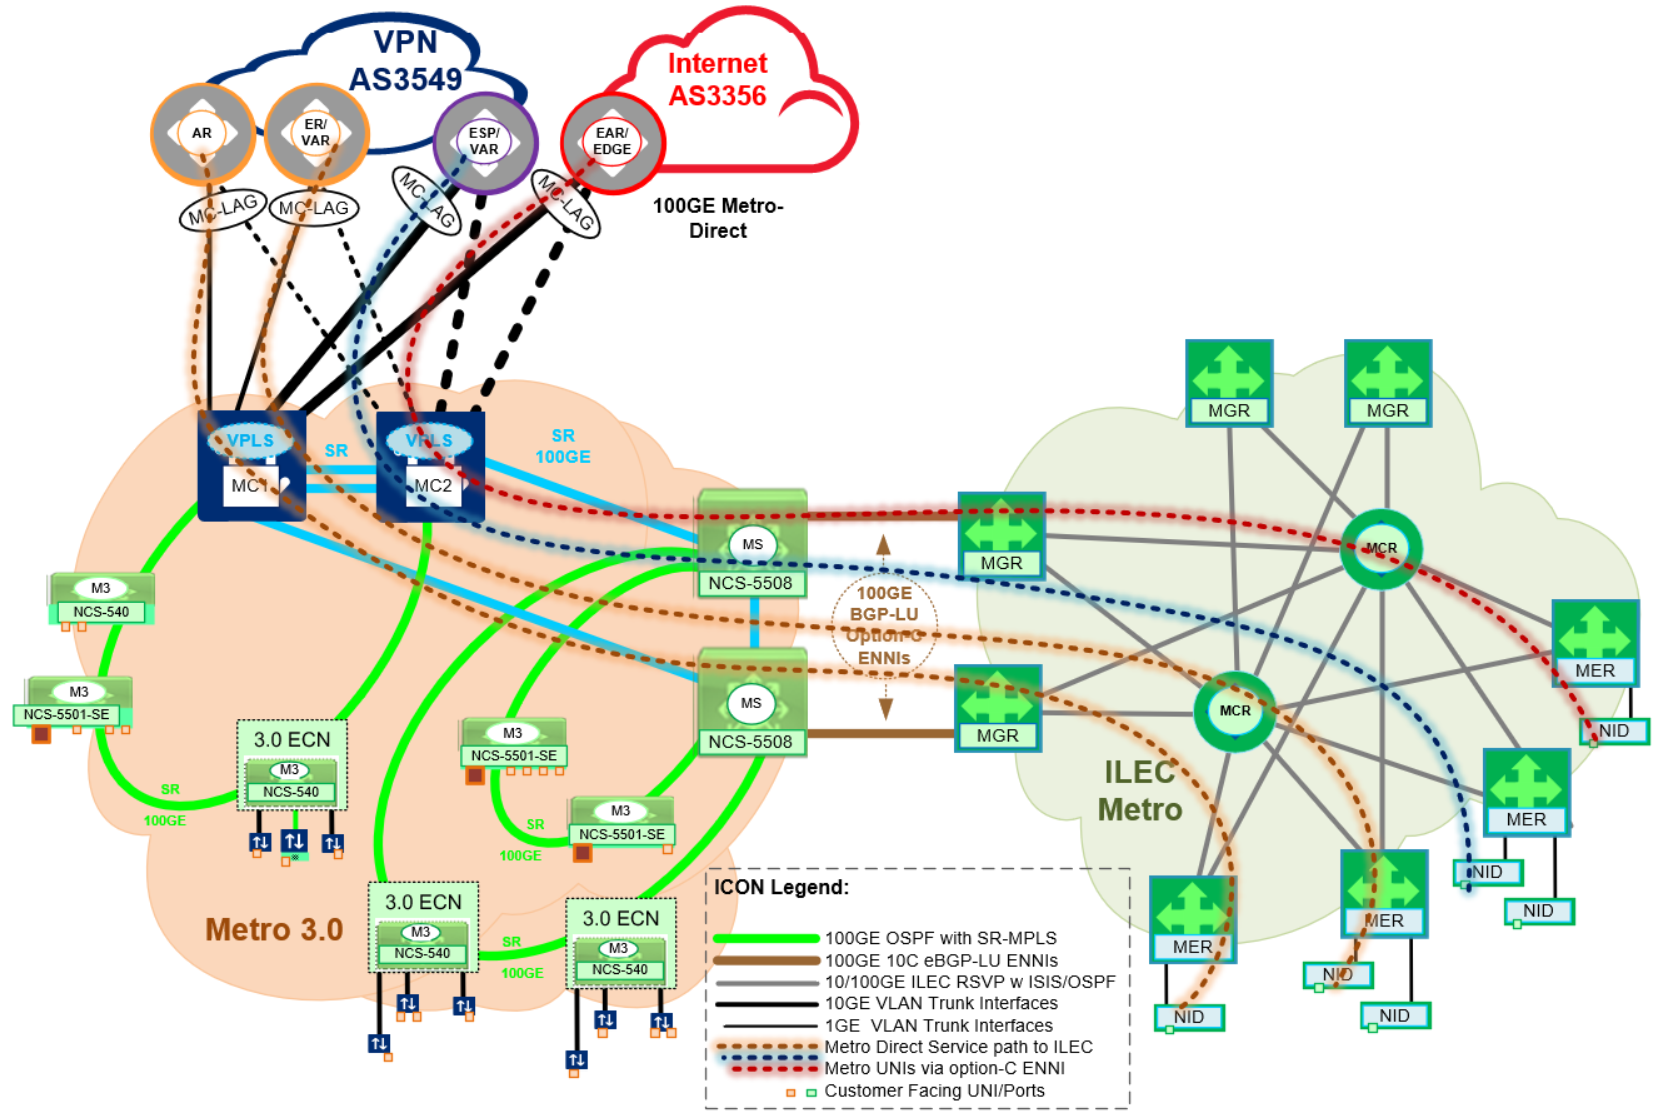 VPN
AS3549
Internet
AS3356
AR
ER/
VAR
ESP/
VAR
EAR/
EDGE
MC-LAG
MC-LAG
MC-LAG
MC-LAG
100GE Metro-
Direct
VPLS
MC1
SR
VPLS
MC2
SR
100GE
MS
NCS-5508
MS
NCS-5508
100GE
BGP-LU
Option-C
ENNIs
MGR
MGR
MGR
MGR
MCR
MCR
ILEC
Metro
MER
NID
MER
NID
NID
MER
NID
NID
MER
NID
M3
NCS-540
M3
NCS-5501-SE
SR
100GE
3.0 ECN
M3
NCS-540
M3
NCS-5501-SE
M3
NCS-5501-SE
SR
100GE
Metro 3.0
3.0 ECN
M3
NCS-540
SR
100GE
3.0 ECN
M3
NCS-540
ICON Legend:
100GE OSPF with SR-MPLS
100GE 10C eBGP-LU ENNIs
10/100GE ILEC RSVP w ISIS/OSPF
10GE VLAN Trunk Interfaces
1GE VLAN Trunk Interfaces
Metro Direct Service path to ILEC
Metro UNIs via option-C ENNI
Customer Facing UNI/Ports